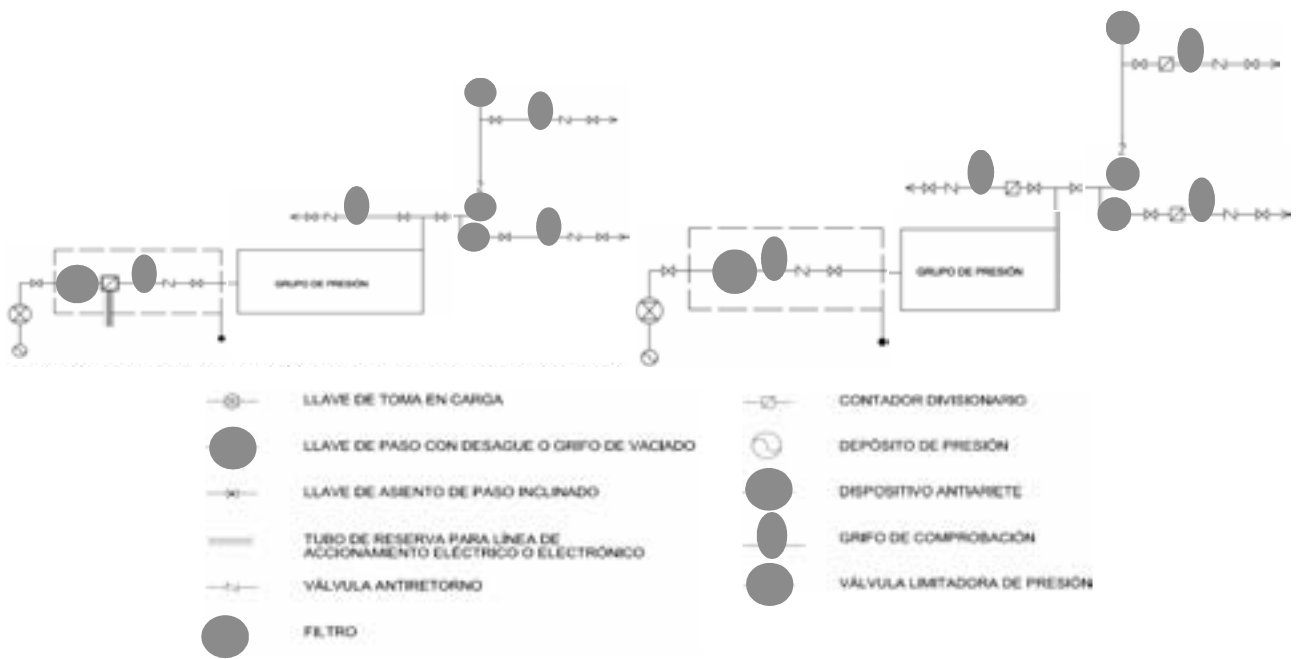 GRUPO DE PRESIÓN
GRUPO DE PRESIÓN
LLAVE DE TOMA EN CARGA
LLAVE DE PASO CON DESAGUE O GRIFO DE VACIADO
LLAVE DE ASIENTO DE PASO INCLINADO
TUBO DE RESERVA PARA LÍNEA DE
ACCIONAMIENTO ELÉCTRICO O ELECTRÓNICO
VÁLVULA ANTIRETORNO
FILTRO
CONTADOR DIVISIONARIO
DEPÓSITO DE PRESIÓN
DISPOSITIVO ANTIARIETE
GRIFO DE COMPROBACIÓN
VÁLVULA LIMITADORA DE PRESIÓN